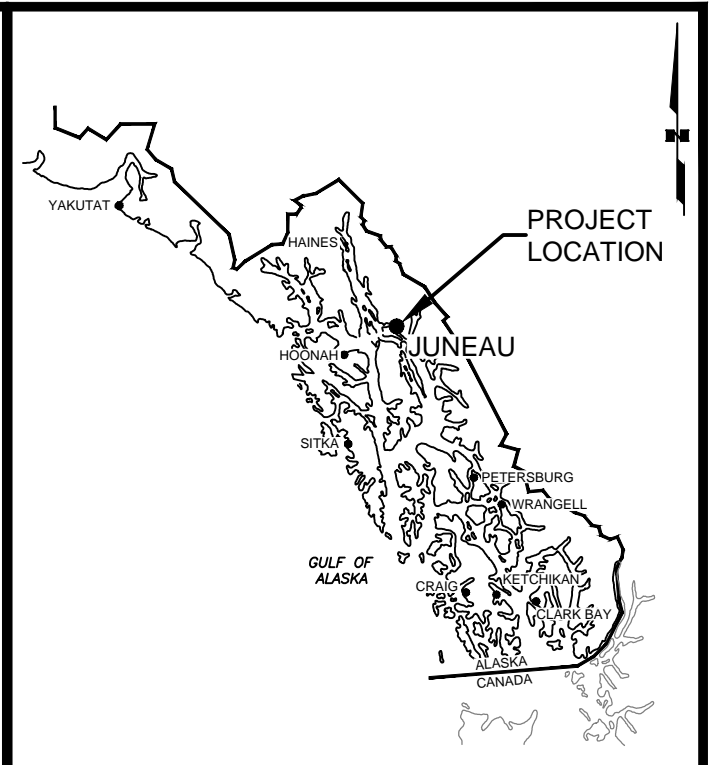 N
YAKUTAT
PROJECT
LOCATION
HAINES
JUNEAU
HOONAH
SITKA
PETERSBURG
WRANGELL
GULF OF
ALASKA
CRAIG
KETCHIKAN
CLARK BAY
ALASKA
CANADA